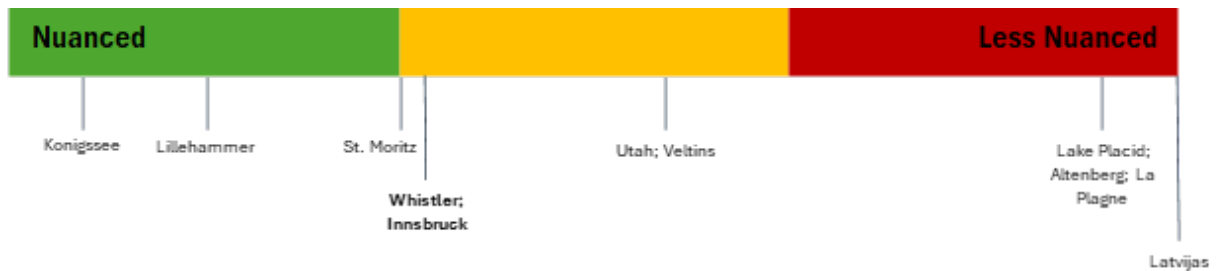 Nuanced
Less Nuanced
Konigssee
Lillehammer
St. Moritz
Whistler;
Innsbruck
Utah; Veltins
Lake Placid;
Altenberg; La
Plagne
Latvijas